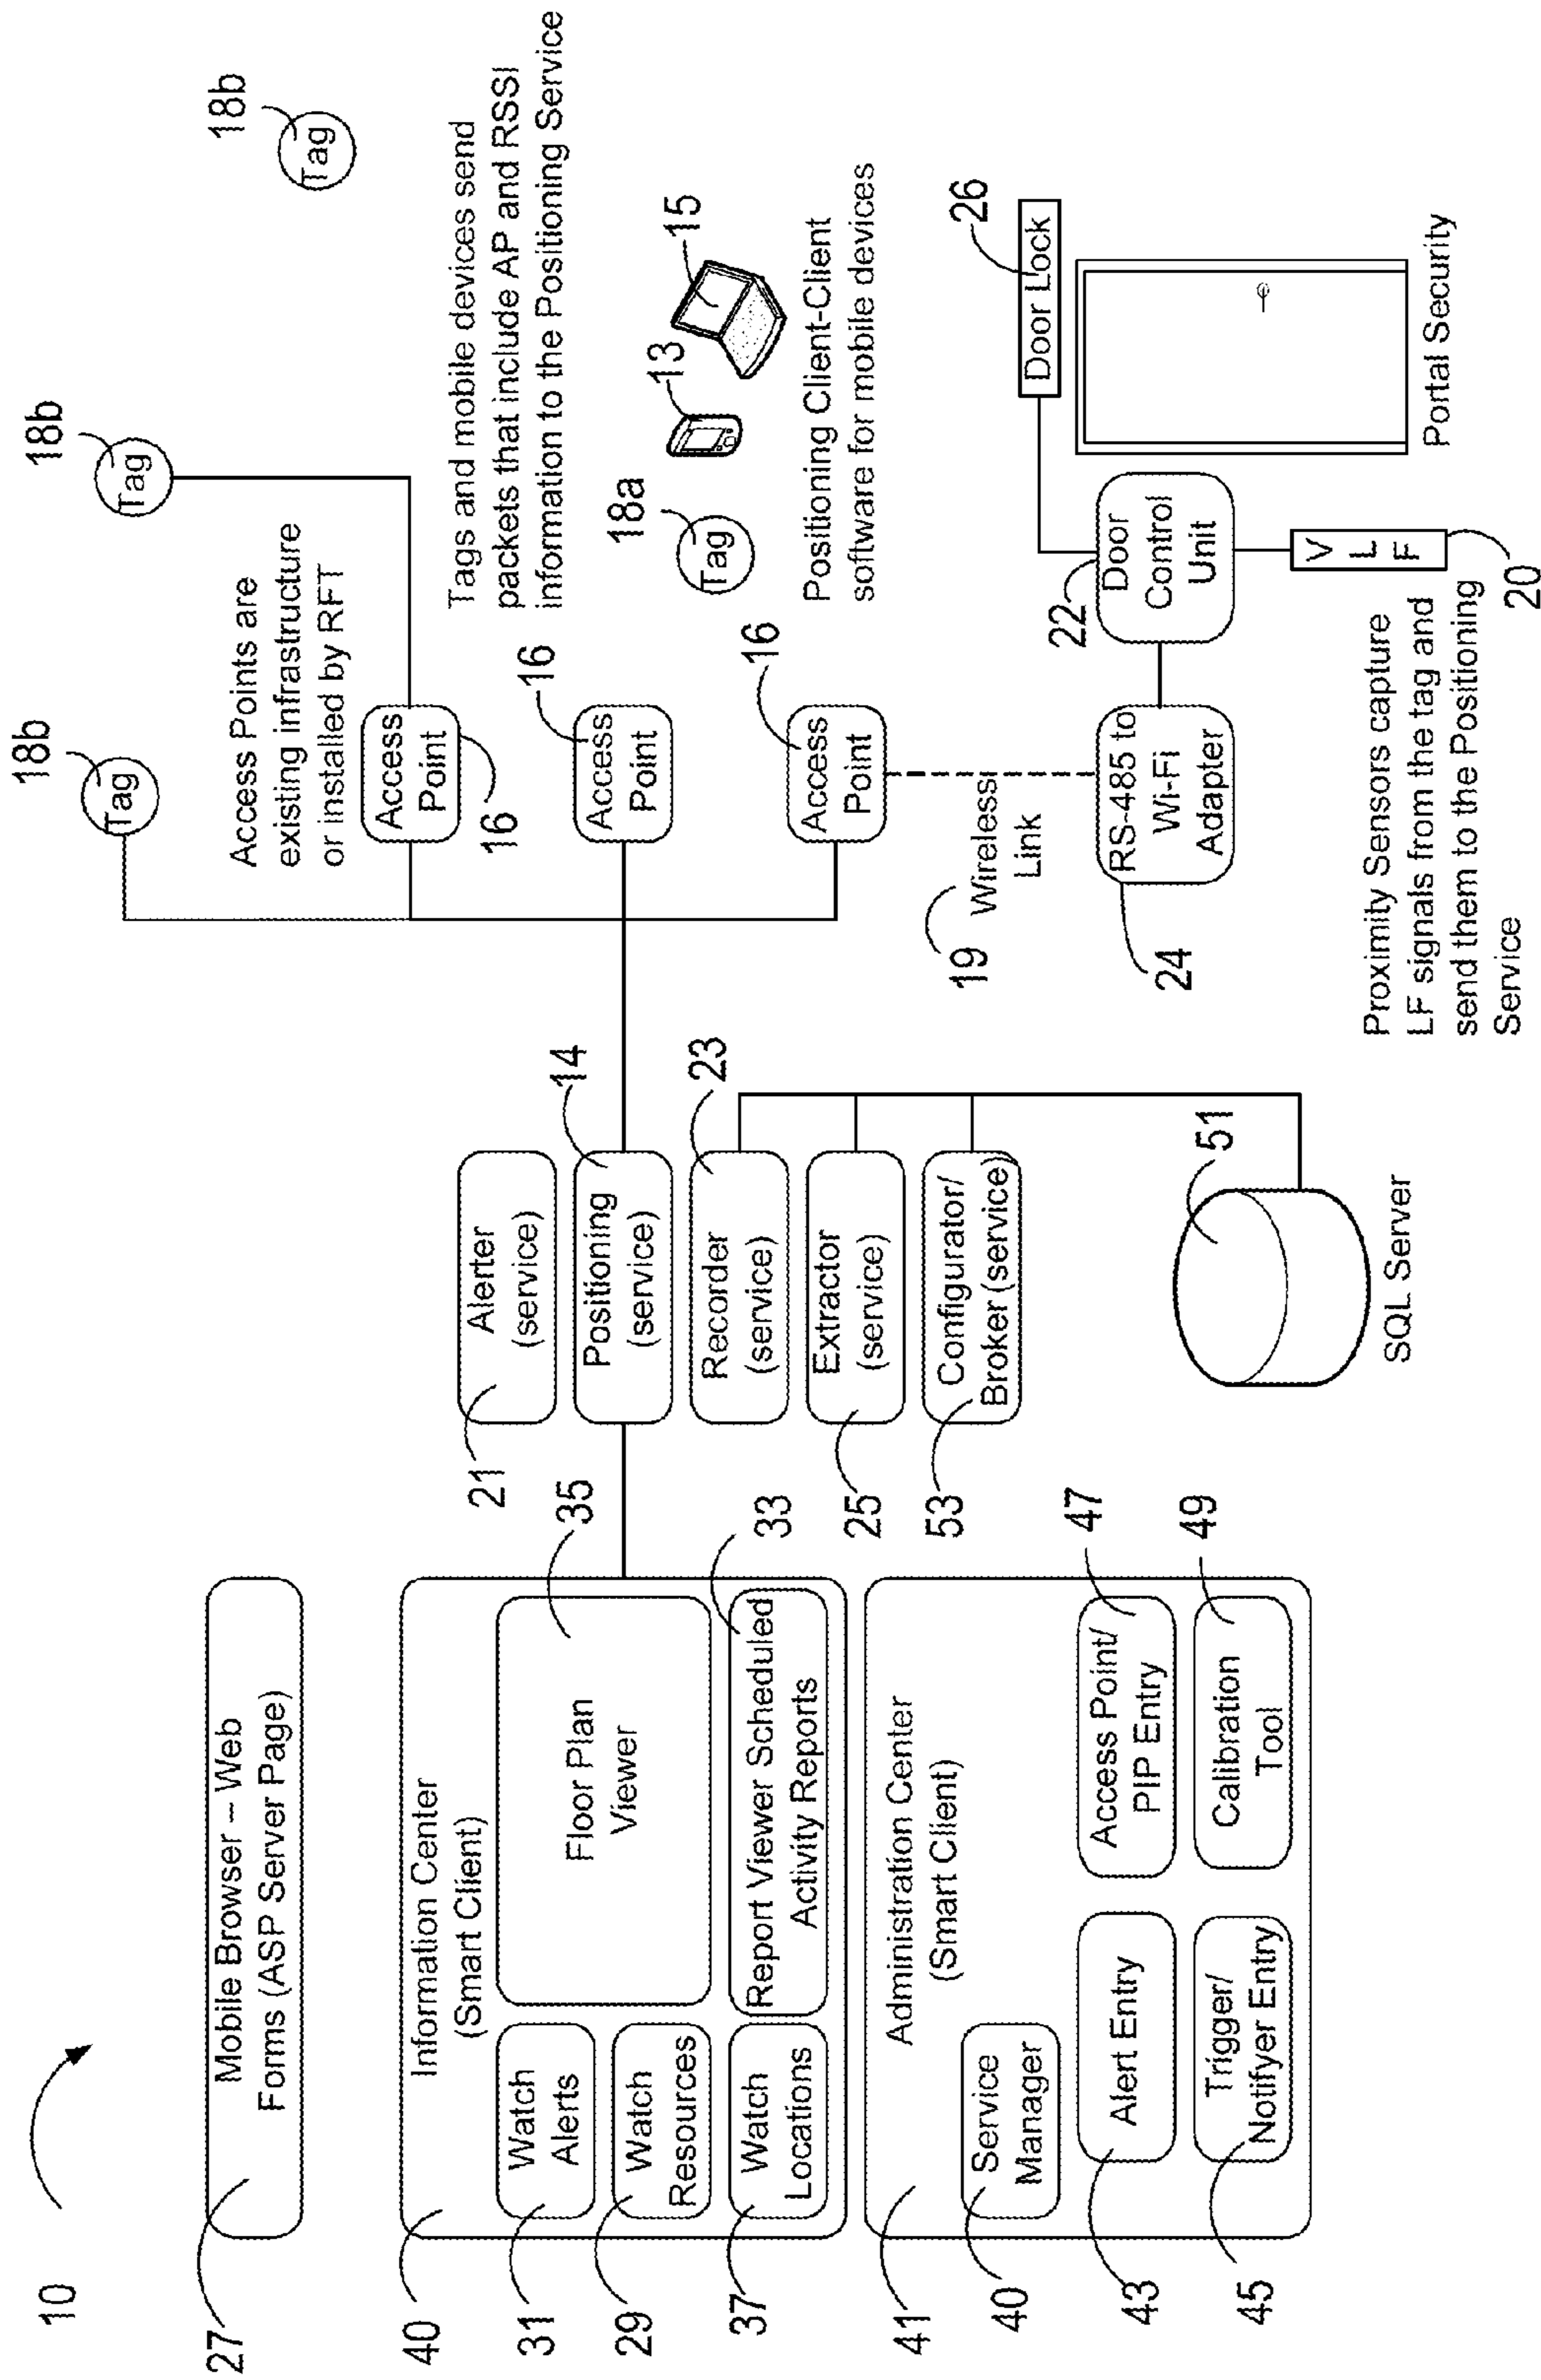 10
27
Mobile Browser – Web
Forms (ASP Server Page)
40
Information Center
(Smart Client)
31
Watch
Alerts
29
Watch
Resources
37
Watch
Locations
35
Floor Plan
Viewer
33
Report Viewer Scheduled
Activity Reports
41
Administration Center
(Smart Client)
40
Service
Manager
43
Alert Entry
45
Trigger/
Notifyer Entry
47
Access Point/
PIP Entry
49
Calibration
Tool
21
Alerter
(service)
14
Positioning
(service)
23
Recorder
(service)
25
Extractor
(service)
53
Configurator/
Broker (service)
51
SQL Server
18b
Tag
18b
Tag
18b
Tag
Access Points are
existing infrastructure
or installed by RFT
Access
Point
16
Access
Point
16
Access
Point
16
Tags and mobile devices send
packets that include AP and RSSI
information to the Positioning Service
18a
Tag
13
15
Positioning Client-Client
software for mobile devices
19
Wireless
Link
24
RS-485 to
Wi-Fi
Adapter
22
Door
Control
Unit
26
Door Lock
Portal Security
V
L
F
20
Proximity Sensors capture
LF signals from the tag and
send them to the Positioning
Service